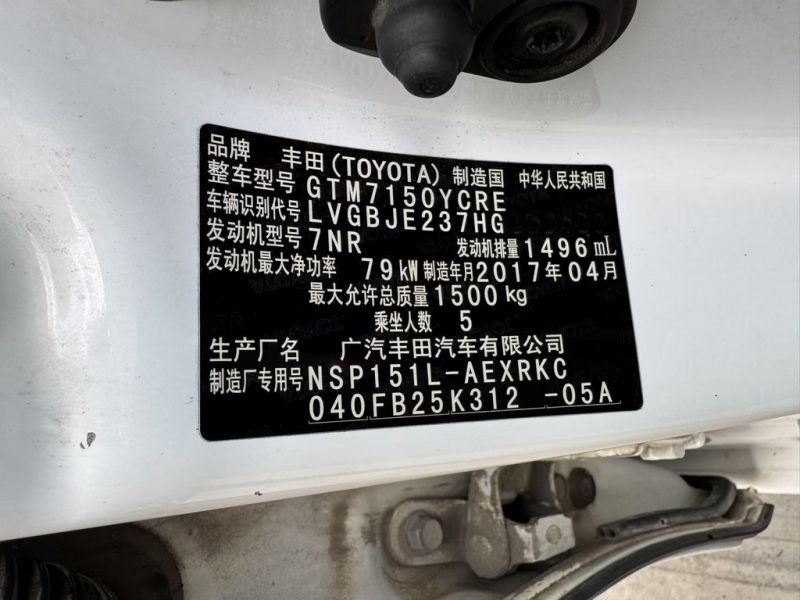 品牌 丰田(TOYOTA) 制造国 中华人民共和国
整车型号 GTM7150YCRE
车辆识别代号 LVGBJE237HG
发动机型号 7NR 发动机排量 1496 mL
发动机最大净功率 79 kW 制造年月 2017年04月
最大允许总质量 1500 kg
乘坐人数 5
生产厂名 广汽丰田汽车有限公司
制造厂专用号 NSP151L-AEXRKC
040FB25K312 -05A